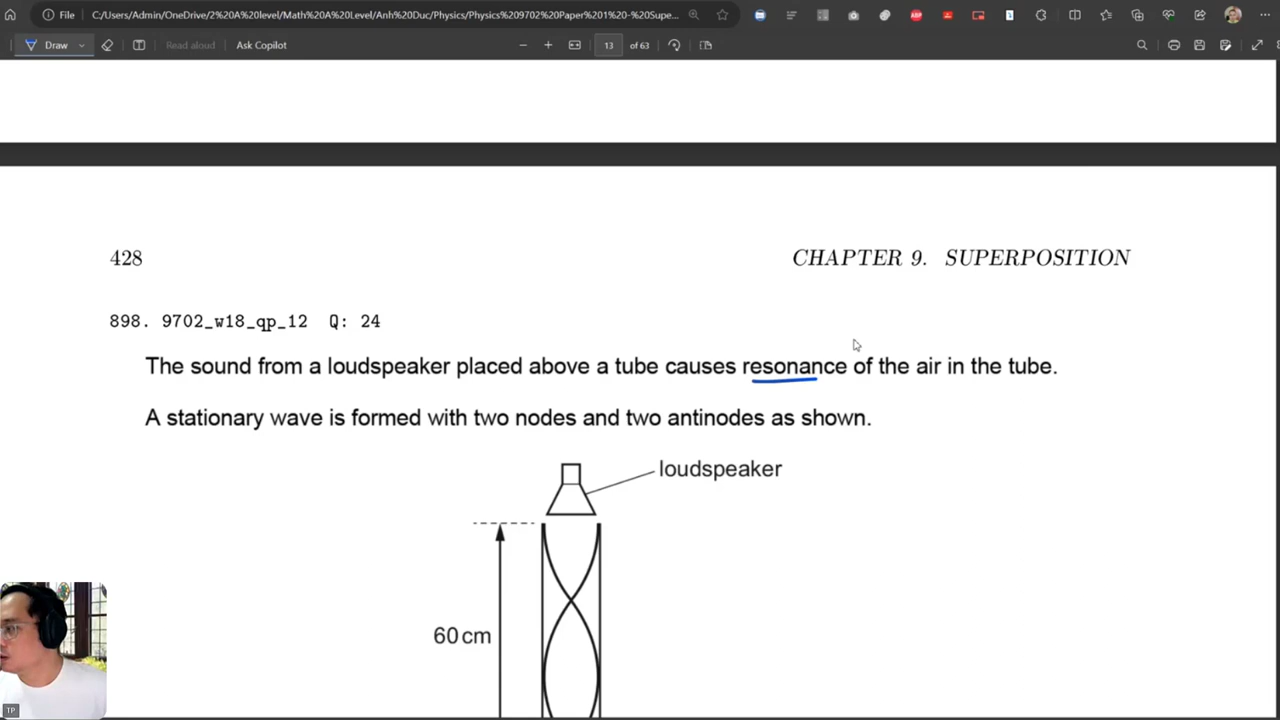 File
C:/Users/Admin/OneDrive/2%20A%20level/Math%20A%20Level/Anh%20Duc/Physics/Physics%209702%20Paper%201%20-%20Supe...
ABP
Draw
Read aloud
Ask Copilot
13
of 63
428
CHAPTER 9. SUPERPOSITION
898. 9702_w18_qp_12 Q: 24
The sound from a loudspeaker placed above a tube causes resonance of the air in the tube.
A stationary wave is formed with two nodes and two antinodes as shown.
loudspeaker
60 cm
TP